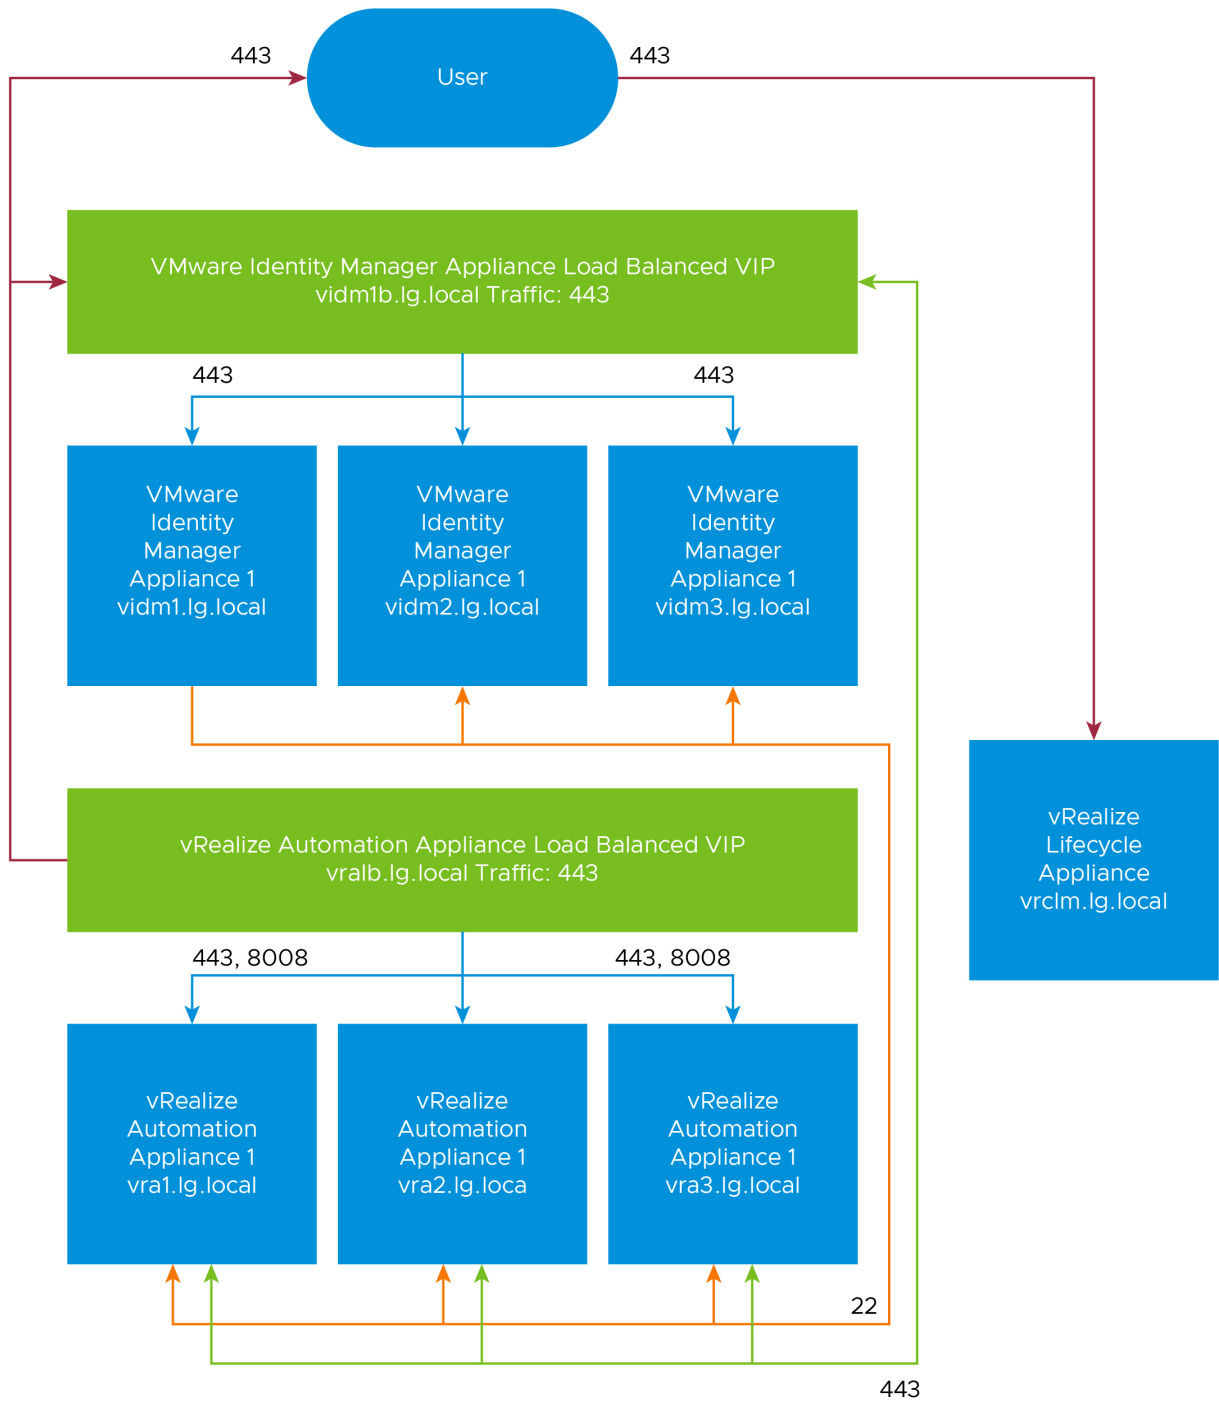 443
User
443
VMware Identity Manager Appliance Load Balanced VIP
vidm1b.lg.local Traffic: 443
443
443
VMware
Identity
Manager
Appliance 1
vidm1.lg.local
VMware
Identity
Manager
Appliance 1
vidm2.lg.local
VMware
Identity
Manager
Appliance 1
vidm3.lg.local
vRealize
Lifecycle
Appliance
vrclm.lg.local
vRealize Automation Appliance Load Balanced VIP
vralb.lg.local Traffic: 443
443, 8008
443, 8008
vRealize
Automation
Appliance 1
vra1.lg.local
vRealize
Automation
Appliance 1
vra2.lg.loca
vRealize
Automation
Appliance 1
vra3.lg.local
22
443